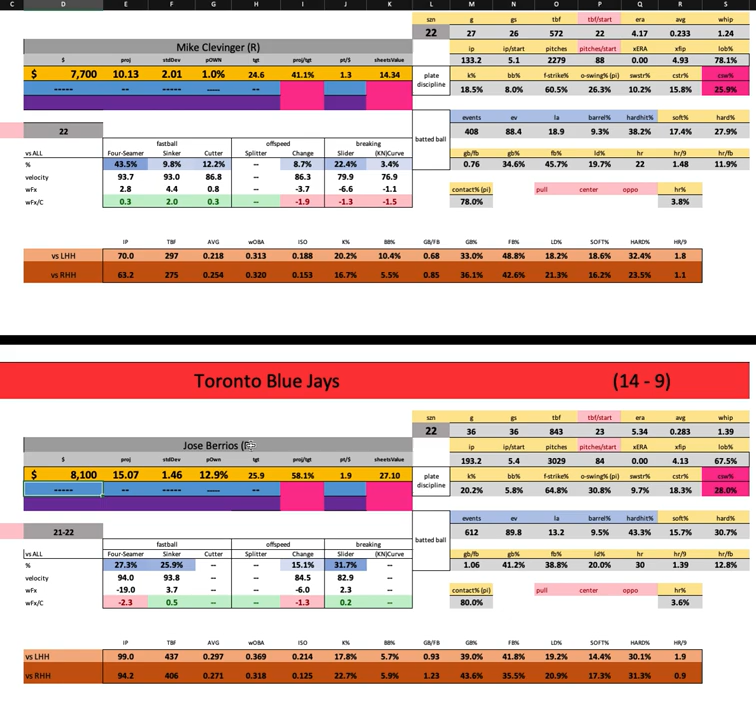 C D E F G H I J K L M N O P Q R S
szn g gs tbf tbf/start era avg whip
22 27 26 572 22 4.17 0.233 1.24
Mike Clevinger (R)
ip ip/start pitches pitches/start xERA xfip lob%
133.2 5.1 2279 88 0.00 4.93 78.1%
$ proj stdDev pOWN tgt proj/tgt pt/$ sheetsValue
$ 7,700 10.13 2.01 1.0% 24.6 41.1% 1.3 14.34
plate discipline
k% bb% f-strike% o-swing% (pi) swstr% cstr% csw%
18.5% 8.0% 60.5% 26.3% 10.2% 15.8% 25.9%
----- -- ----- — --
batted ball
events ev la barrel% hardhit% soft% hard%
408 88.4 18.9 9.3% 38.2% 17.4% 27.9%
22
fastball offspeed breaking
gb/fb gb% fb% ld% hr hr/9 hr/fb
0.76 34.6% 45.7% 19.7% 22 1.48 11.9%
vs ALL Four-Seamer Sinker Cutter Splitter Change Slider (KN)Curve
% 43.5% 9.8% 12.2% -- 8.7% 22.4% 3.4%
velocity 93.7 93.0 86.8 -- 86.3 79.9 76.9
wFx 2.8 4.4 0.8 -- -3.7 -6.6 -1.1
wFx/C 0.3 2.0 0.3 -- -1.9 -1.3 -1.5
contact% (pi) pull center oppo hr%
78.0% 3.8%
IP TBF AVG wOBA ISO K% BB% GB/FB GB% FB% LD% SOFT% HARD% HR/9
vs LHH 70.0 297 0.218 0.313 0.188 20.2% 10.4% 0.68 33.0% 48.8% 18.2% 18.6% 32.4% 1.8
vs RHH 63.2 275 0.254 0.320 0.153 16.7% 5.5% 0.85 36.1% 42.6% 21.3% 16.2% 23.5% 1.1
Toronto Blue Jays (14 - 9)
szn g gs tbf tbf/start era avg whip
22 36 36 843 23 5.34 0.283 1.39
Jose Berrios (
ip ip/start pitches pitches/start xERA xfip lob%
193.2 5.4 3029 84 0.00 4.13 67.5%
$ proj stdDev pOwn tgt proj/tgt pt/$ sheetsValue
$ 8,100 15.07 1.46 12.9% 25.9 58.1% 1.9 27.10
plate discipline
k% bb% f-strike% o-swing% (pi) swstr% cstr% csw%
20.2% 5.8% 64.8% 30.8% 9.7% 18.3% 28.0%
----- -- ----- — --
batted ball
events ev la barrel% hardhit% soft% hard%
612 89.8 13.2 9.5% 43.3% 15.7% 30.7%
21-22
fastball offspeed breaking
gb/fb gb% fb% ld% hr hr/9 hr/fb
1.06 41.2% 38.8% 20.0% 30 1.39 12.8%
vs ALL Four-Seamer Sinker Cutter Splitter Change Slider (KN)Curve
% 27.3% 25.9% -- -- 15.1% 31.7% --
velocity 94.0 93.8 -- -- 84.5 82.9 --
wFx -19.0 3.7 -- -- -6.0 2.3 --
wFx/C -2.3 0.5 -- -- -1.3 0.2 --
contact% (pi) pull center oppo hr%
80.0% 3.6%
IP TBF AVG wOBA ISO K% BB% GB/FB GB% FB% LD% SOFT% HARD% HR/9
vs LHH 99.0 437 0.297 0.369 0.214 17.8% 5.7% 0.93 39.0% 41.8% 19.2% 14.4% 30.1% 1.9
vs RHH 94.2 406 0.271 0.318 0.125 22.7% 5.9% 1.23 43.6% 35.5% 20.9% 17.3% 31.3% 0.9